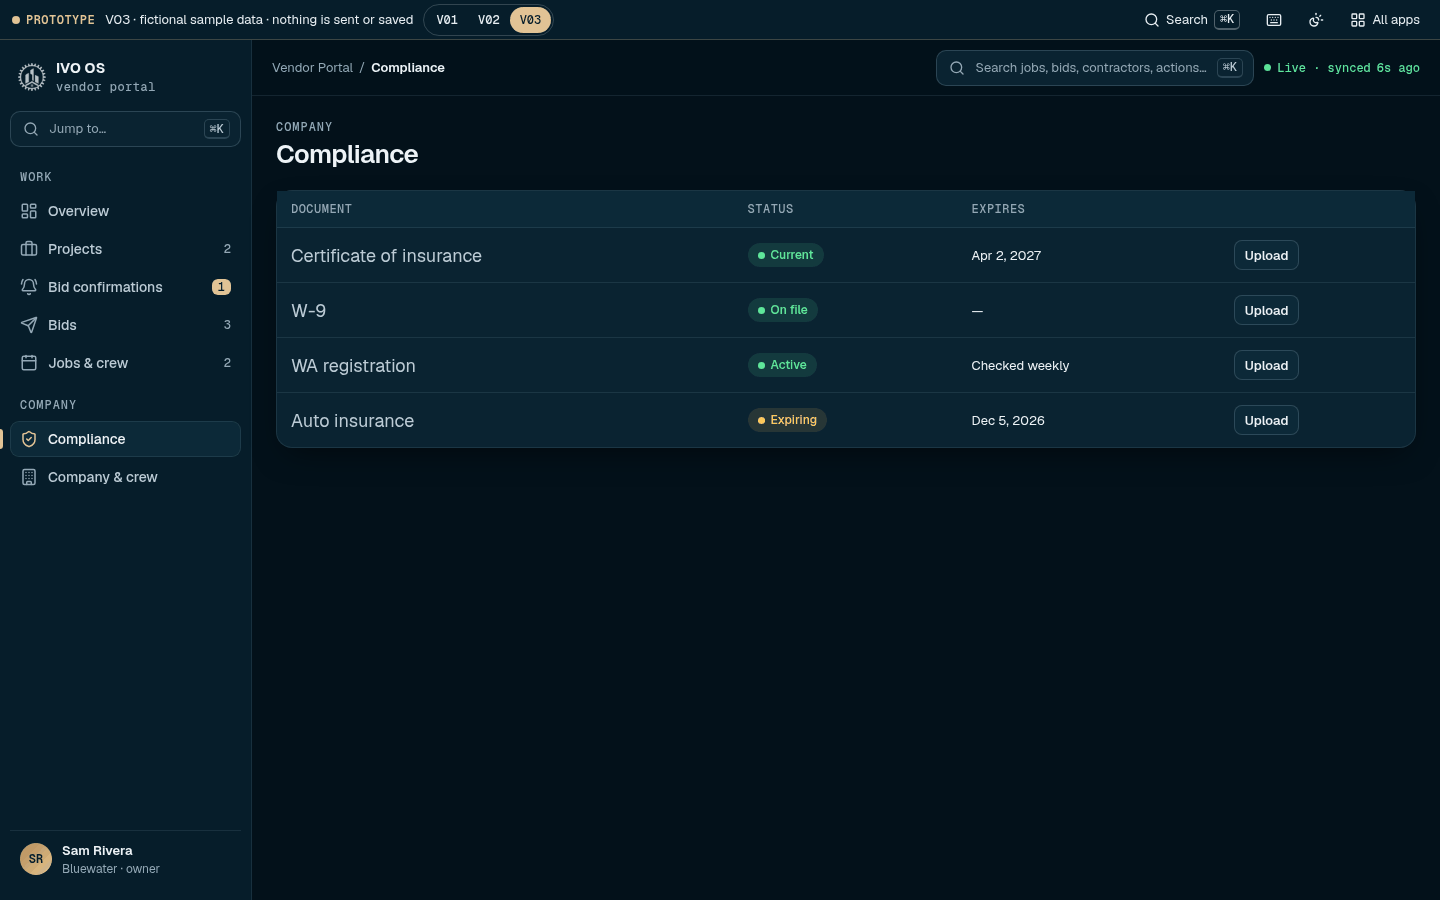 PROTOTYPE V03 · fictional sample data · nothing is sent or saved V01 V02 V03 Search ⌘K All apps
IVO OS
vendor portal
Jump to... ⌘K
WORK
Overview
Projects 2
Bid confirmations 1
Bids 3
Jobs & crew 2
COMPANY
Compliance
Company & crew
SR Sam Rivera
Bluewater · owner
Vendor Portal / Compliance Search jobs, bids, contractors, actions... ⌘K Live · synced 6s ago
COMPANY
Compliance
DOCUMENT STATUS EXPIRES
Certificate of insurance Current Apr 2, 2027 Upload
W-9 On file — Upload
WA registration Active Checked weekly Upload
Auto insurance Expiring Dec 5, 2026 Upload